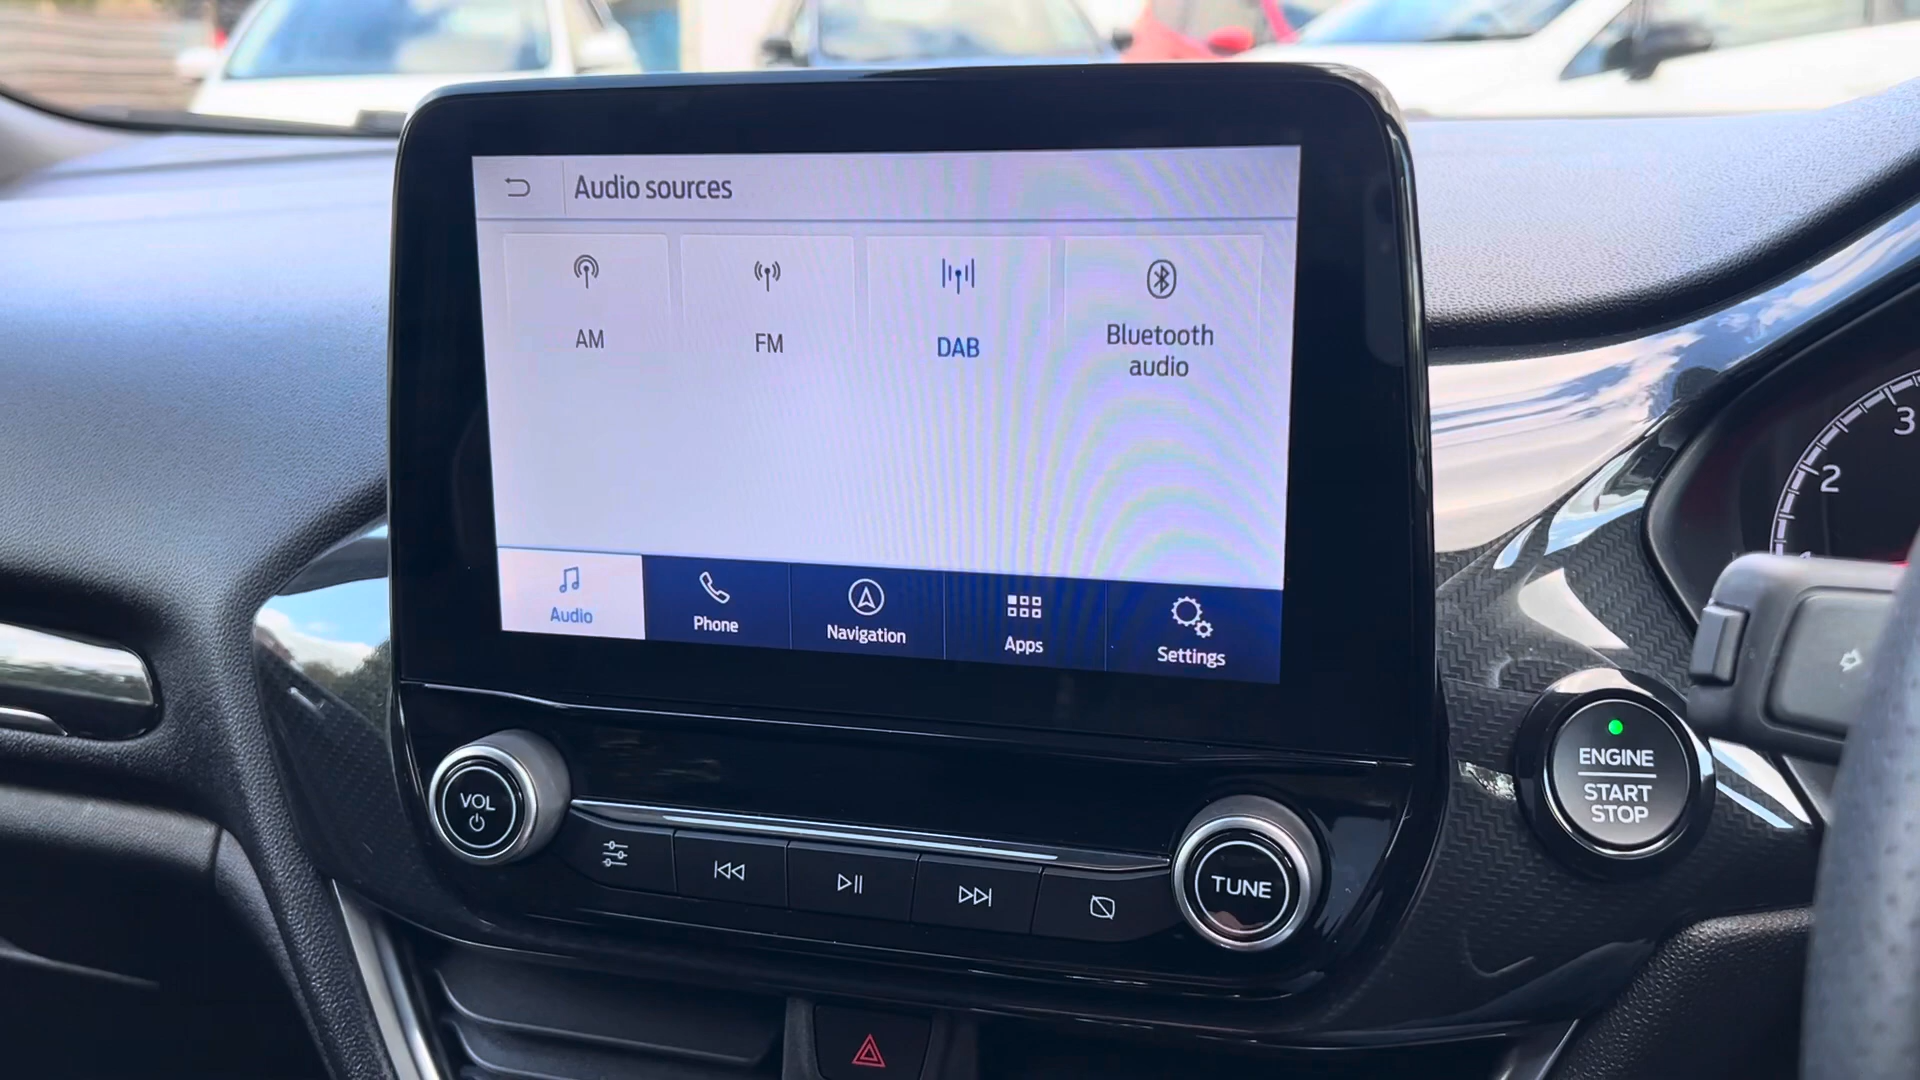 Audio sources
AM
FM
DAB
Bluetooth
audio
Audio
Phone
Navigation
Apps
Settings
VOL
TUNE
ENGINE
START
STOP
3
2